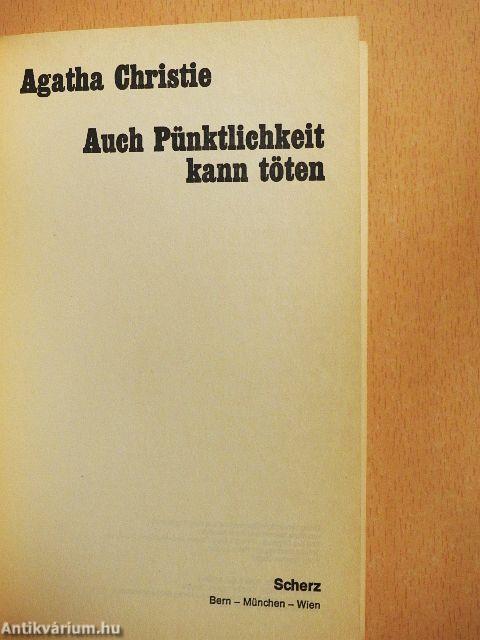 Agatha Christie
Auch Pünktlichkeit
kann töten
Scherz
Bern – München – Wien
Antikvárium.hu